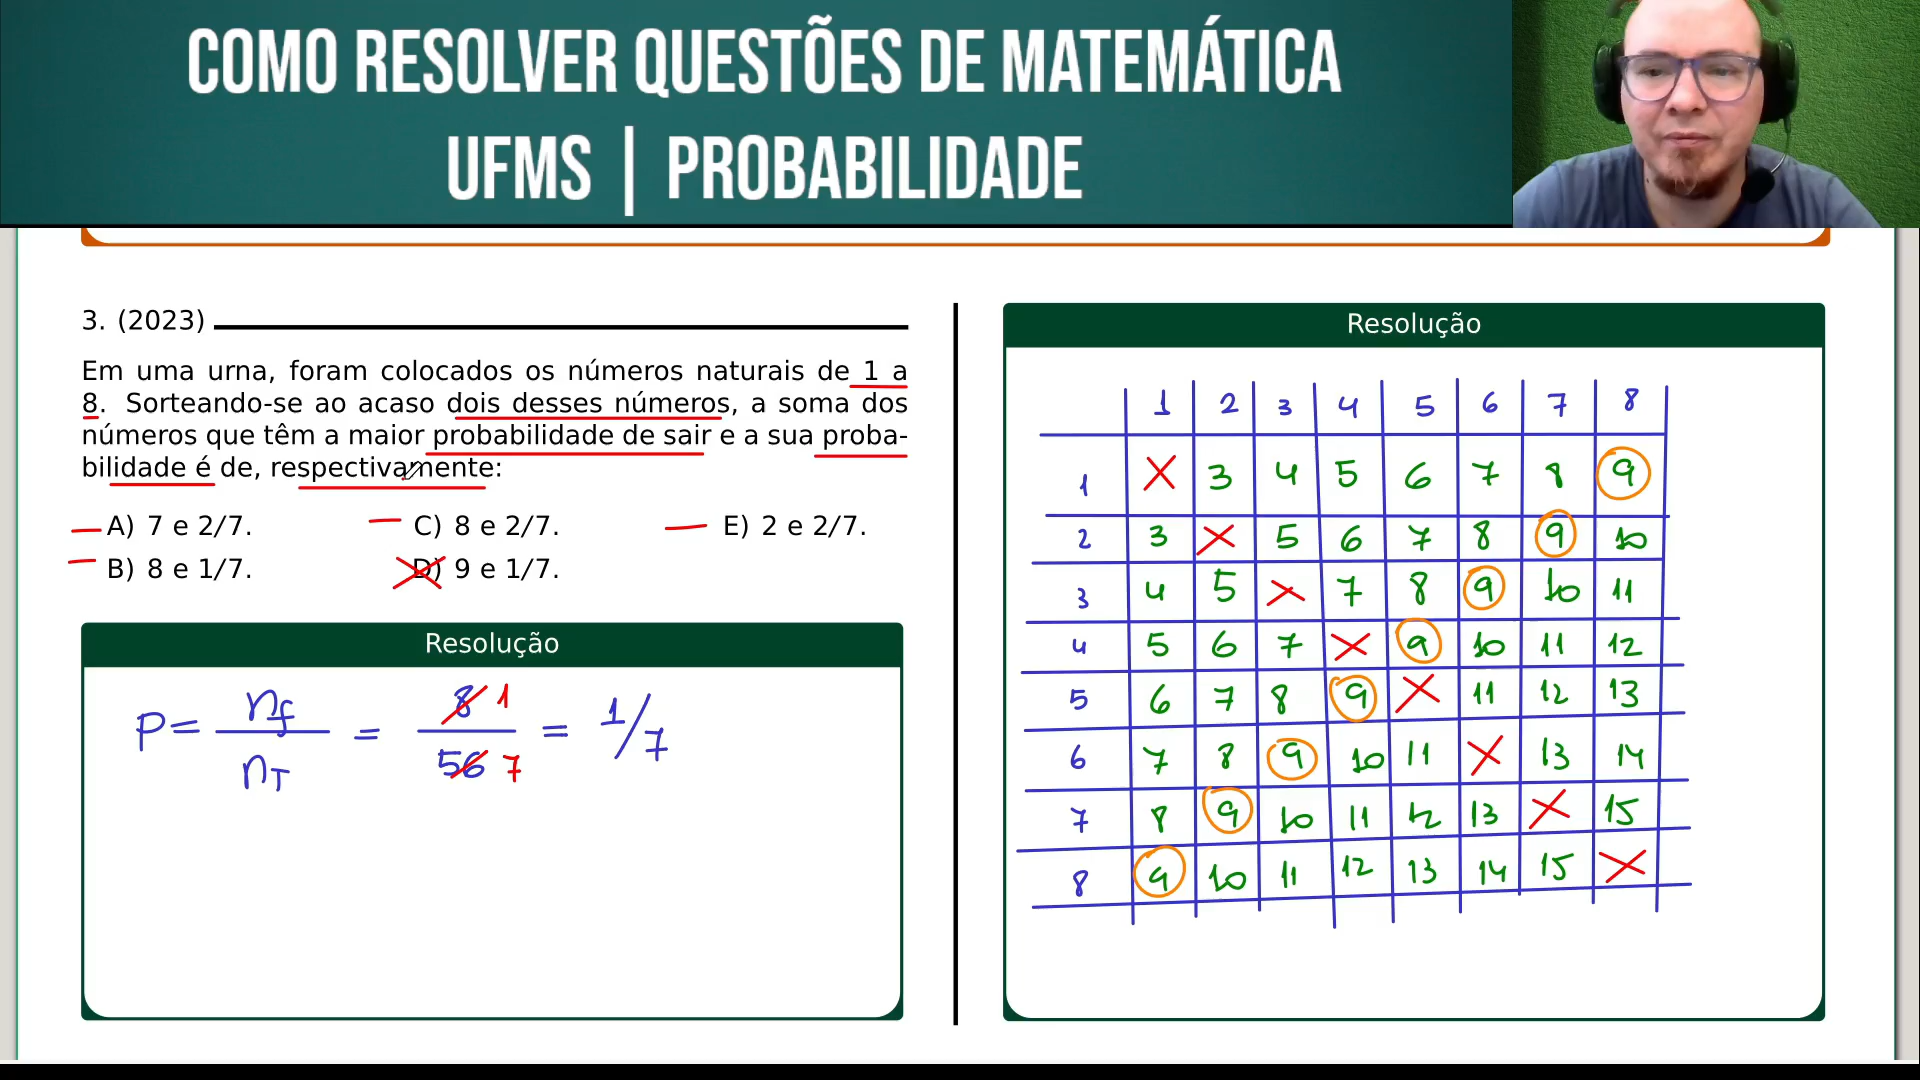 COMO RESOLVER QUESTÕES DE MATEMÁTICA
UFMS | PROBABILIDADE
3. (2023)
Em uma urna, foram colocados os números naturais de 1 a
8. Sorteando-se ao acaso dois desses números, a soma dos
números que têm a maior probabilidade de sair e a sua proba-
bilidade é de, respectivamente:
A) 7 e 2/7. C) 8 e 2/7. E) 2 e 2/7.
B) 8 e 1/7. D) 9 e 1/7.
Resolução
P = nf / nT = 8 1 / 56 7 = 1/7
Resolução
1 2 3 4 5 6 7 8
1 X 3 4 5 6 7 8 9
2 3 X 5 6 7 8 9 10
3 4 5 X 7 8 9 10 11
4 5 6 7 X 9 10 11 12
5 6 7 8 9 X 11 12 13
6 7 8 9 10 11 X 13 14
7 8 9 10 11 12 13 X 15
8 9 10 11 12 13 14 15 X